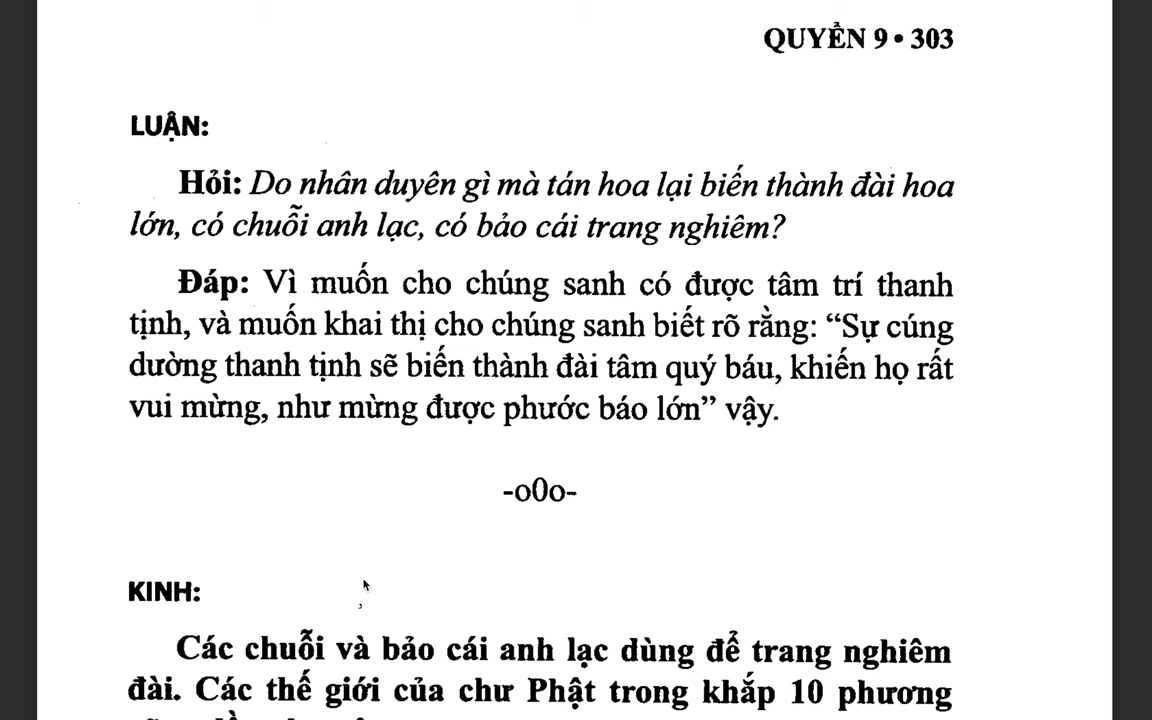 QUYỂN 9 • 303
LUẬN:
Hỏi: Do nhân duyên gì mà tán hoa lại biến thành đài hoa
lớn, có chuỗi anh lạc, có bảo cái trang nghiêm?
Đáp: Vì muốn cho chúng sanh có được tâm trí thanh
tịnh, và muốn khai thị cho chúng sanh biết rõ rằng: “Sự cúng
dường thanh tịnh sẽ biến thành đài tâm quý báu, khiến họ rất
vui mừng, như mừng được phước báo lớn” vậy.
-o0o-
KINH:
Các chuỗi và bảo cái anh lạc dùng để trang nghiêm
đài. Các thế giới của chư Phật trong khắp 10 phương